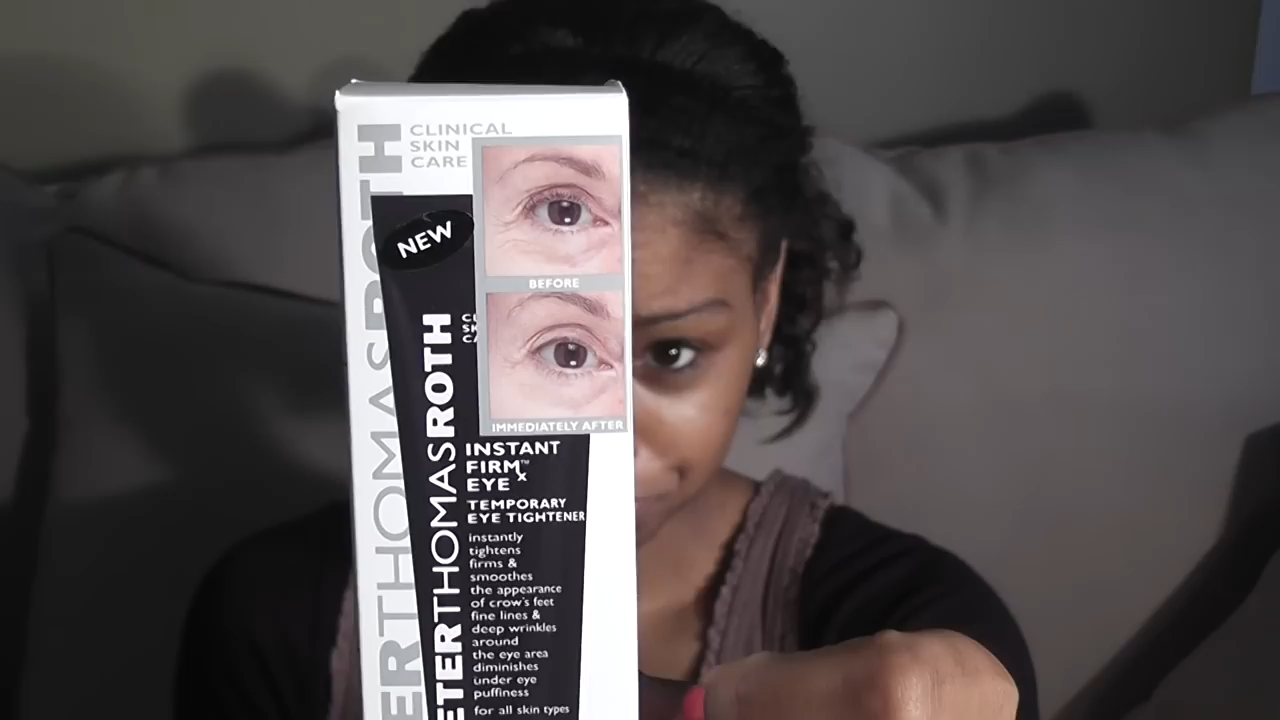 CLINICAL
SKIN
CARE
NEW
BEFORE
IMMEDIATELY AFTER
ERTHOMASROTH
ETERTHOMASROTH
INSTANT
FIRM™x
EYE
TEMPORARY
EYE TIGHTENER
instantly
tightens
firms &
smoothes
the appearance
of crow's feet
fine lines &
deep wrinkles
around
the eye area
diminishes
under eye
puffiness
for all skin types